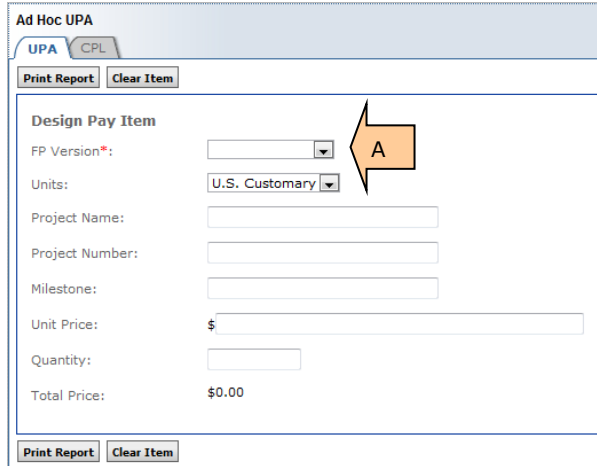 Ad Hoc UPA
UPA CPL
Print Report Clear Item
Design Pay Item
FP Version*:
A
Units: U.S. Customary
Project Name:
Project Number:
Milestone:
Unit Price: $
Quantity:
Total Price: $0.00
Print Report Clear Item